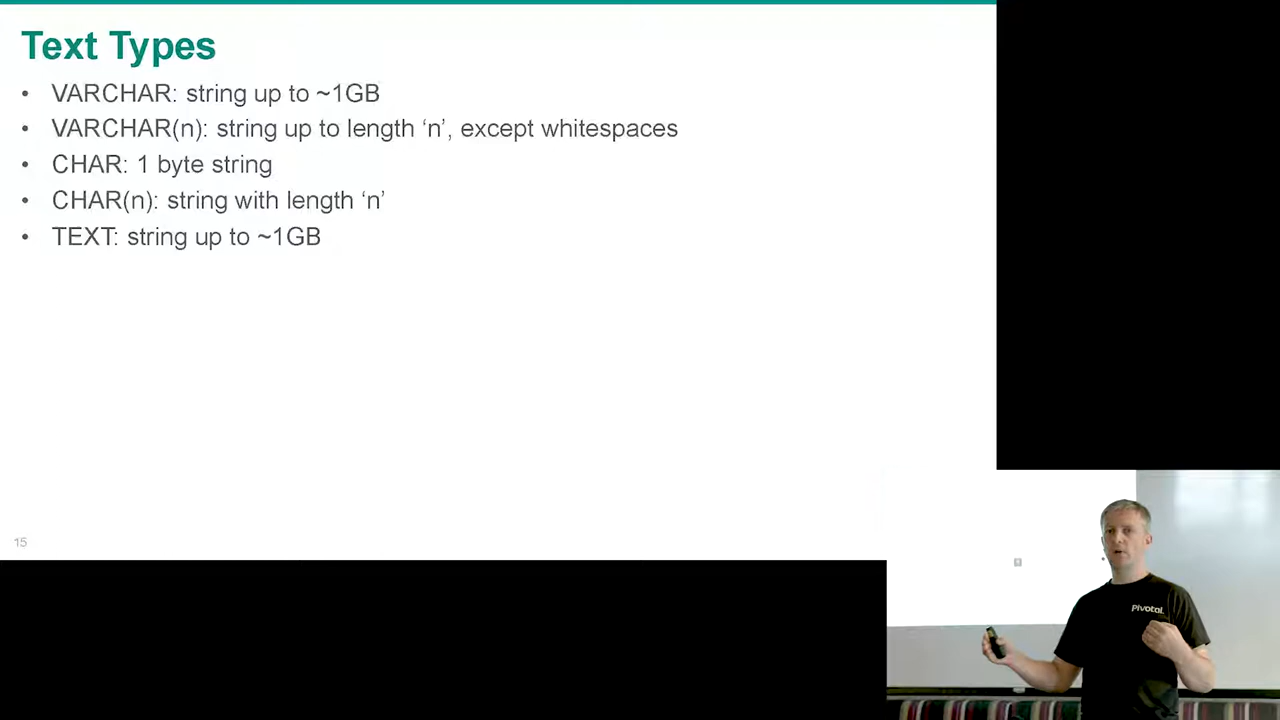 Text Types
• VARCHAR: string up to ~1GB
• VARCHAR(n): string up to length ‘n’, except whitespaces
• CHAR: 1 byte string
• CHAR(n): string with length ‘n’
• TEXT: string up to ~1GB
15
Pivotal